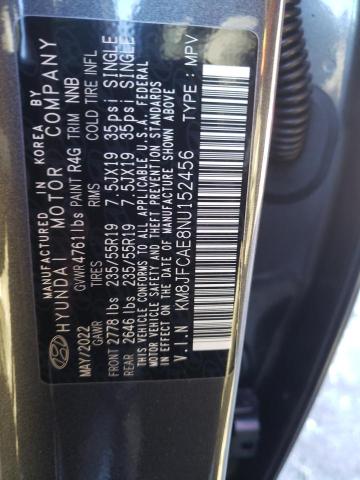 HYUNDAI MOTOR COMPANY
MADE BY
IN KOREA
MAY/2022 GVWR 4761 lbs PAINT R4G TRIM NNB
GAWR TIRES RIMS COLD TIRE INFL
FRONT 2778 lbs 235/55R19 7.5JX19 35psi SINGLE
REAR 2646 lbs 235/55R19 7.5JX19 35psi SINGLE
THIS VEHICLE CONFORMS TO ALL APPLICABLE U.S.A. FEDERAL
MOTOR VEHICLE SAFETY AND THEFT PREVENTION STANDARDS
IN EFFECT ON THE DATE OF MANUFACTURE SHOWN ABOVE.
V.I.N KM8JFCAE8NU152456 TYPE : MPV